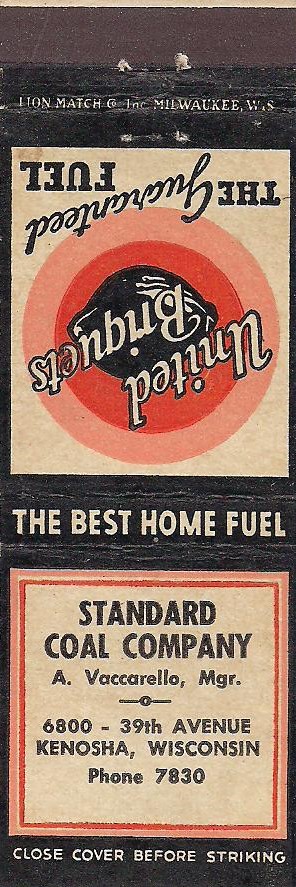 LION MATCH Co Inc MILWAUKEE, WIS
THE Guaranteed
FUEL
United
Briquets
THE BEST HOME FUEL
STANDARD
COAL COMPANY
A. Vaccarello, Mgr.
6800 - 39th AVENUE
KENOSHA, WISCONSIN
Phone 7830
CLOSE COVER BEFORE STRIKING